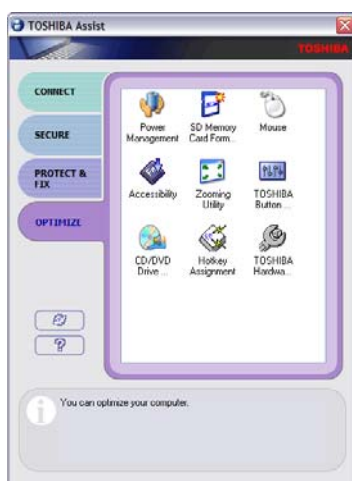 TOSHIBA Assist
TOSHIBA
CONNECT
SECURE
PROTECT &
FIX
OPTIMIZE
Power
Management
SD Memory
Card Form...
Mouse
Accessibility
Zooming
Utility
TOSHIBA
Button ...
CD/DVD
Drive ...
Hotkey
Assignment
TOSHIBA
Hardwa...
?
i
You can optimize your computer.